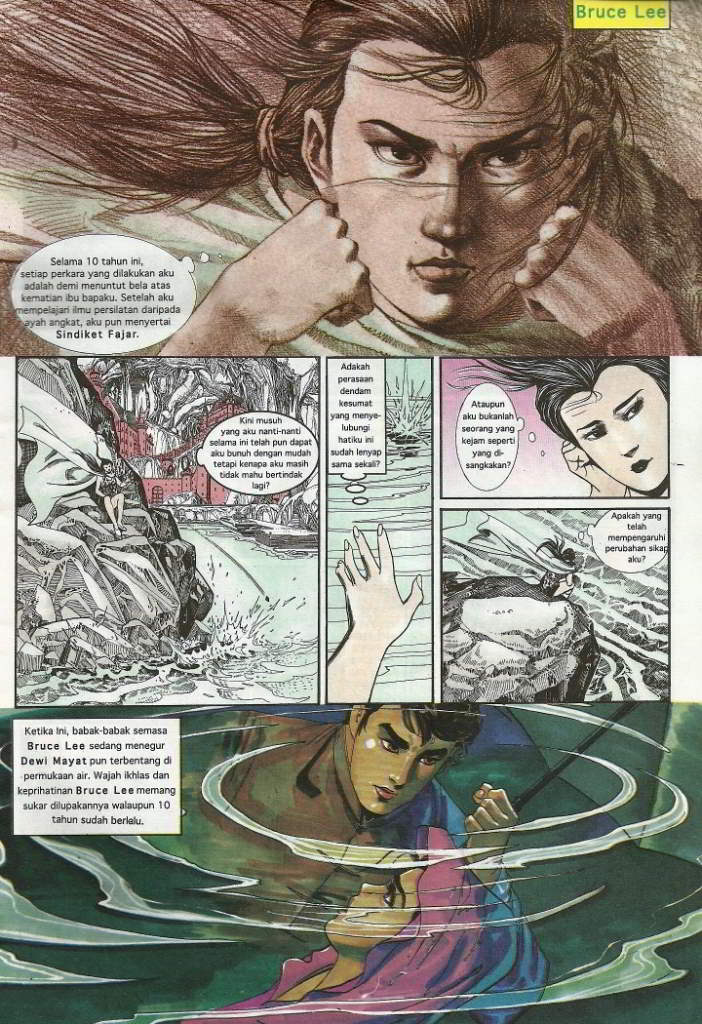 Bruce Lee
Selama 10 tahun ini,
setiap perkara yang dilakukan aku
adalah demi menuntut bela atas
kematian ibu bapaku. Setelah aku
mempelajari ilmu persilatan daripada
ayah angkat, aku pun menyertai
Sindiket Fajar.
Kini musuh
yang aku nanti-nanti
selama ini telah pun dapat
aku bunuh dengan mudah
tetapi kenapa aku masih
tidak mahu bertindak
lagi?
Adakah
perasaan
dendam
kesumat
yang menye-
lubungi
hatiku ini
sudah lenyap
sama sekali?
Ataupun
aku bukanlah
seorang yang
kejam seperti
yang di-
sangkakan?
Apakah yang
telah
mempengaruhi
perubahan sikap
aku?
Ketika Ini, babak-babak semasa
Bruce Lee sedang menegur
Dewi Mayat pun terbentang di
permukaan air. Wajah ikhlas dan
keprihatinan Bruce Lee memang
sukar dilupakannya walaupun 10
tahun sudah berlalu.